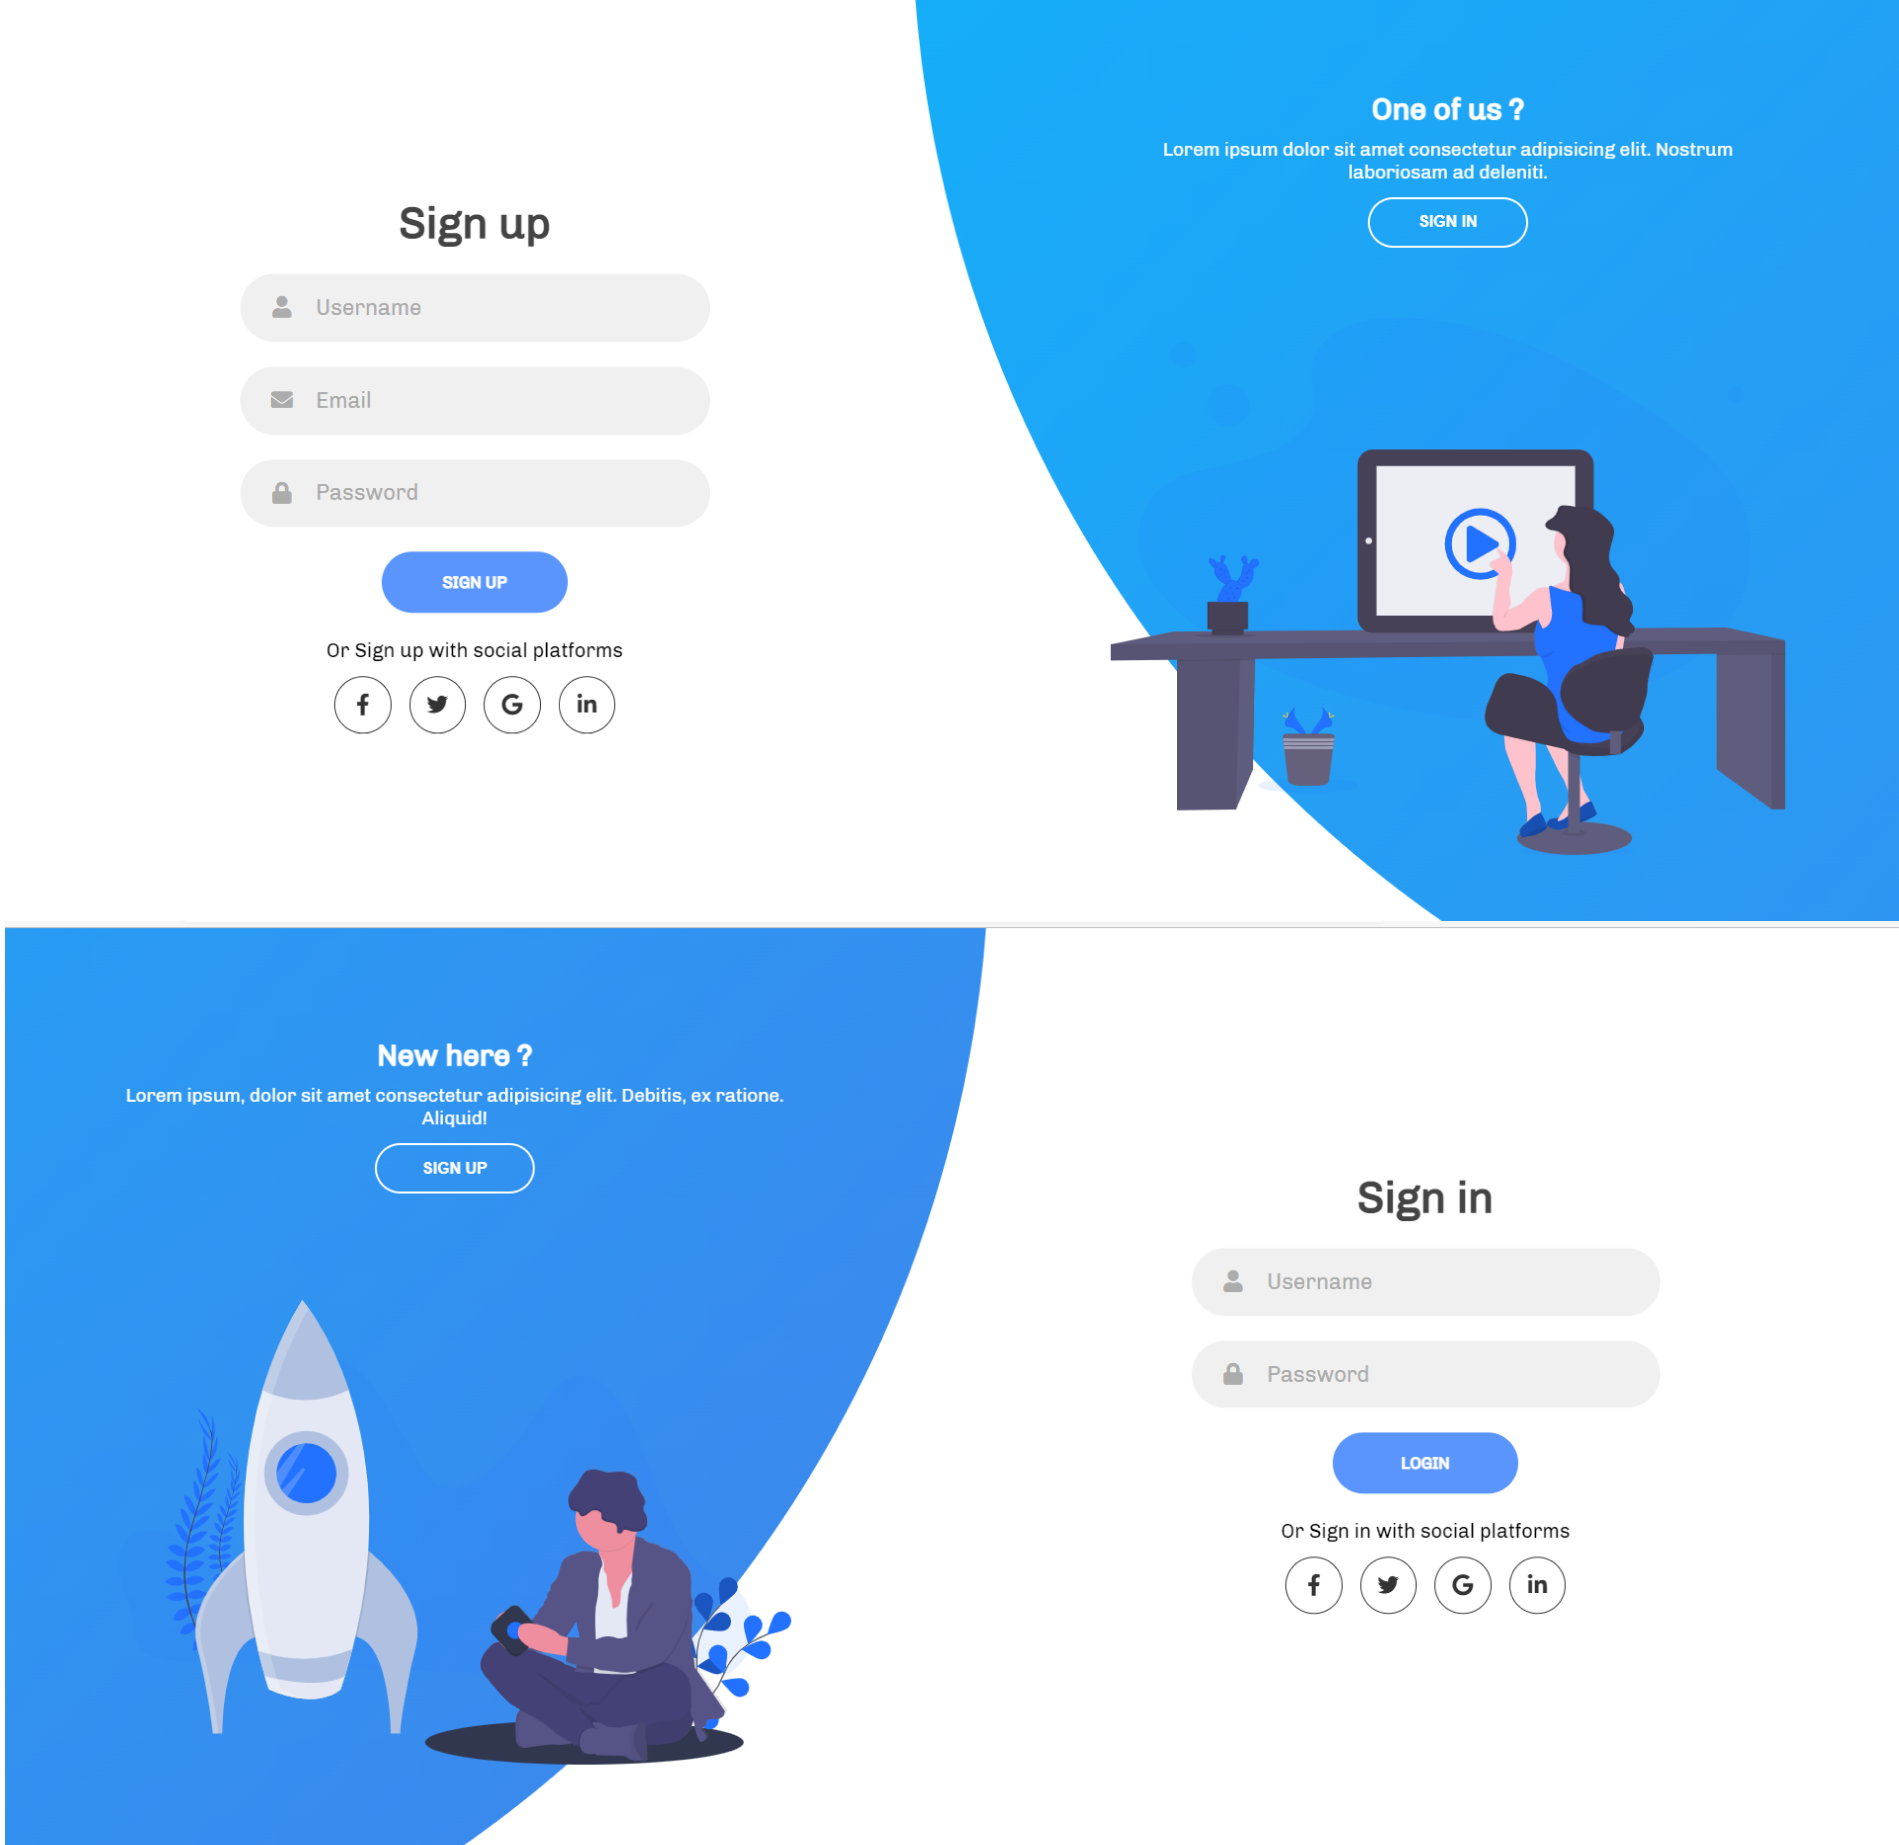 One of us ?
Lorem ipsum dolor sit amet consectetur adipisicing elit. Nostrum
laboriosam ad deleniti.
SIGN IN
Sign up
Username
Email
Password
SIGN UP
Or Sign up with social platforms
New here ?
Lorem ipsum, dolor sit amet consectetur adipisicing elit. Debitis, ex ratione.
Aliquid!
SIGN UP
Sign in
Username
Password
LOGIN
Or Sign in with social platforms